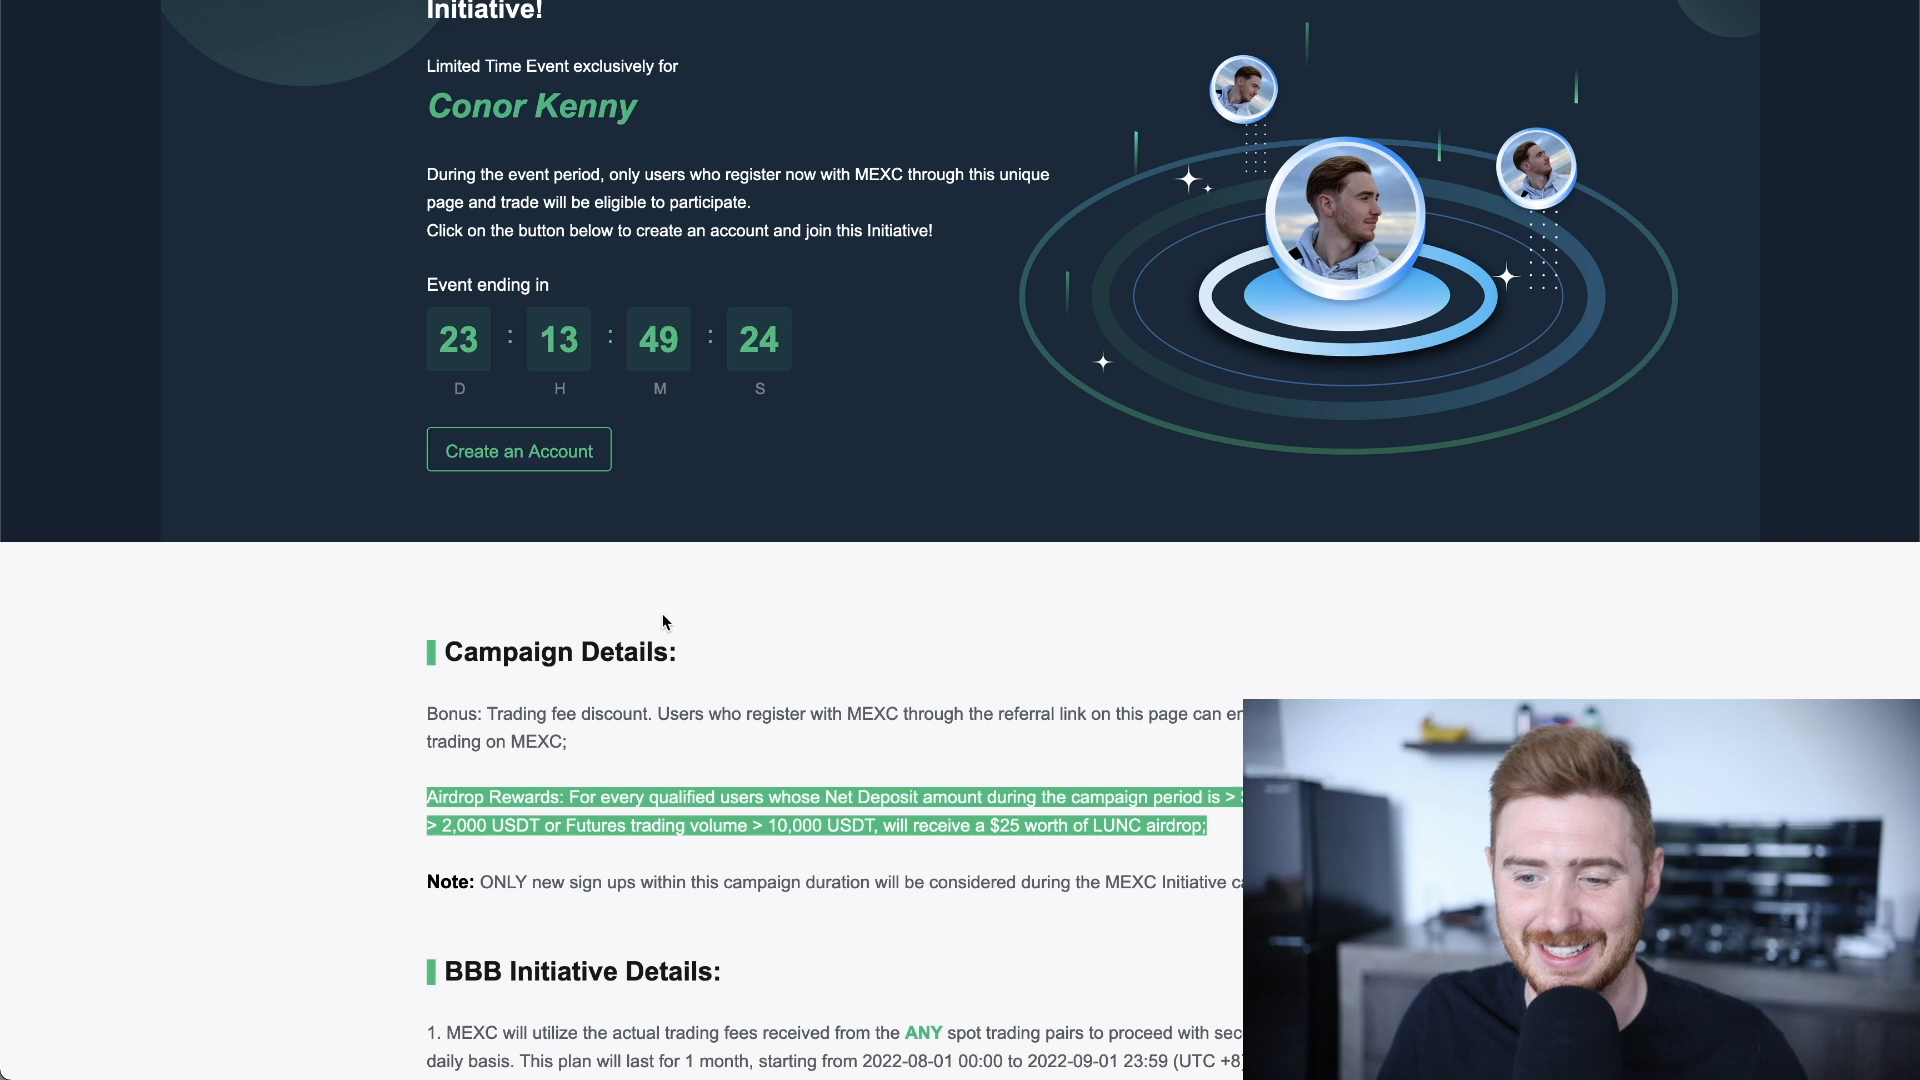 Initiative!
Limited Time Event exclusively for
Conor Kenny
During the event period, only users who register now with MEXC through this unique
page and trade will be eligible to participate.
Click on the button below to create an account and join this Initiative!
Event ending in
23 : 13 : 49 : 24
D H M S
Create an Account
Campaign Details:
Bonus: Trading fee discount. Users who register with MEXC through the referral link on this page can
trading on MEXC;
Airdrop Rewards: For every qualified users whose Net Deposit amount during the campaign period is >
> 2,000 USDT or Futures trading volume > 10,000 USDT, will receive a $25 worth of LUNC airdrop;
Note: ONLY new sign ups within this campaign duration will be considered during the MEXC Initiative
BBB Initiative Details:
1. MEXC will utilize the actual trading fees received from the ANY spot trading pairs to proceed with
daily basis. This plan will last for 1 month, starting from 2022-08-01 00:00 to 2022-09-01 23:59 (UTC +8)